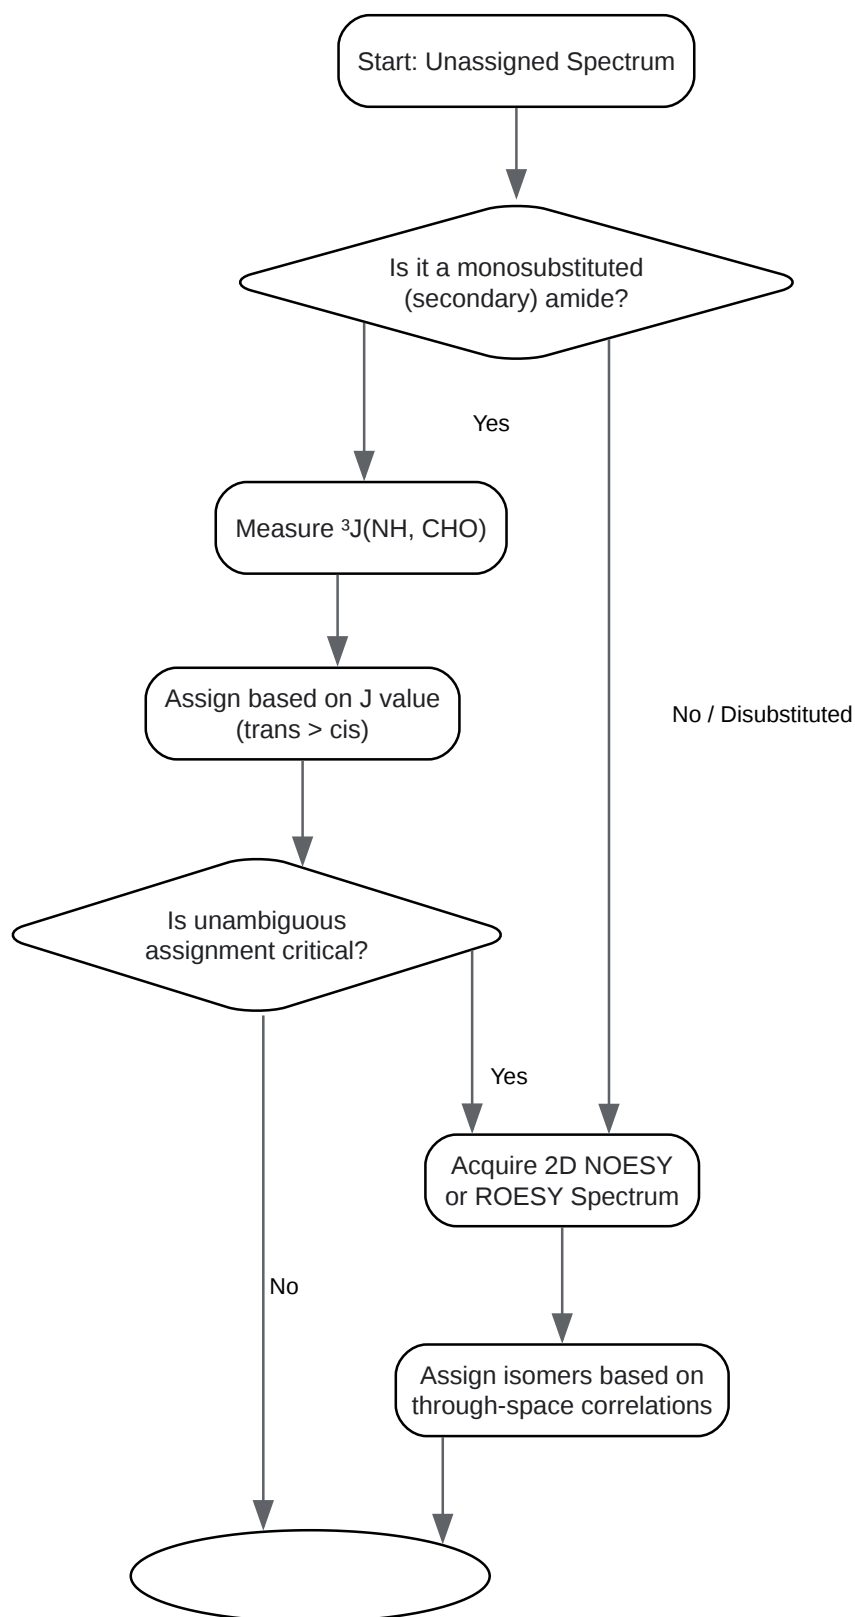 Start: Unassigned Spectrum
Is it a monosubstituted
(secondary) amide?
Yes
Measure ³J(NH, CHO)
Assign based on J value
(trans > cis)
No / Disubstituted
Is unambiguous
assignment critical?
Yes
Acquire 2D NOESY
or ROESY Spectrum
No
Assign isomers based on
through-space correlations